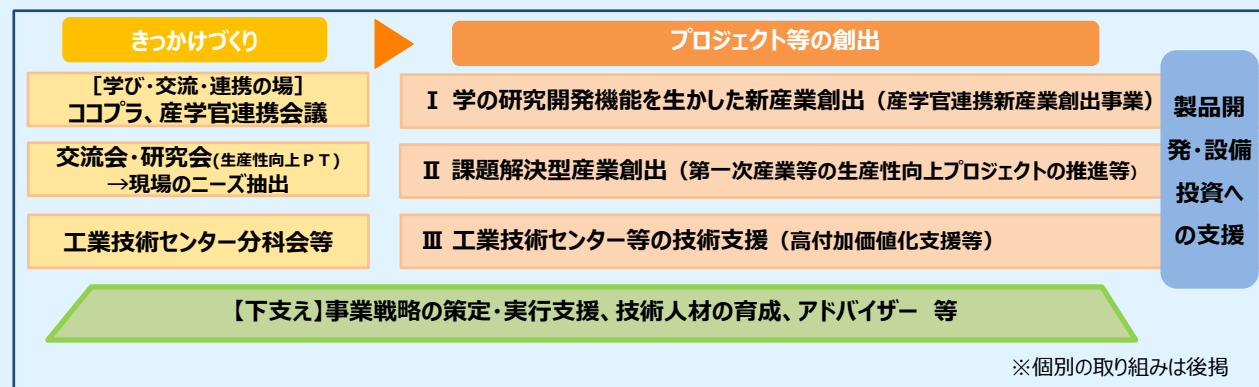 きっかけづくり
プロジェクト等の創出
［学び・交流・連携の場］
ココプラ、産学官連携会議
Ⅰ 学の研究開発機能を生かした新産業創出（産学官連携新産業創出事業）
交流会・研究会(生産性向上ＰＴ)
→現場のニーズ抽出
Ⅱ 課題解決型産業創出（第一次産業等の生産性向上プロジェクトの推進等）
工業技術センター分科会等
Ⅲ 工業技術センター等の技術支援（高付加価値化支援等）
製品開
発・設備
投資へ
の支援
【下支え】事業戦略の策定・実行支援、技術人材の育成、アドバイザー 等
※個別の取り組みは後掲